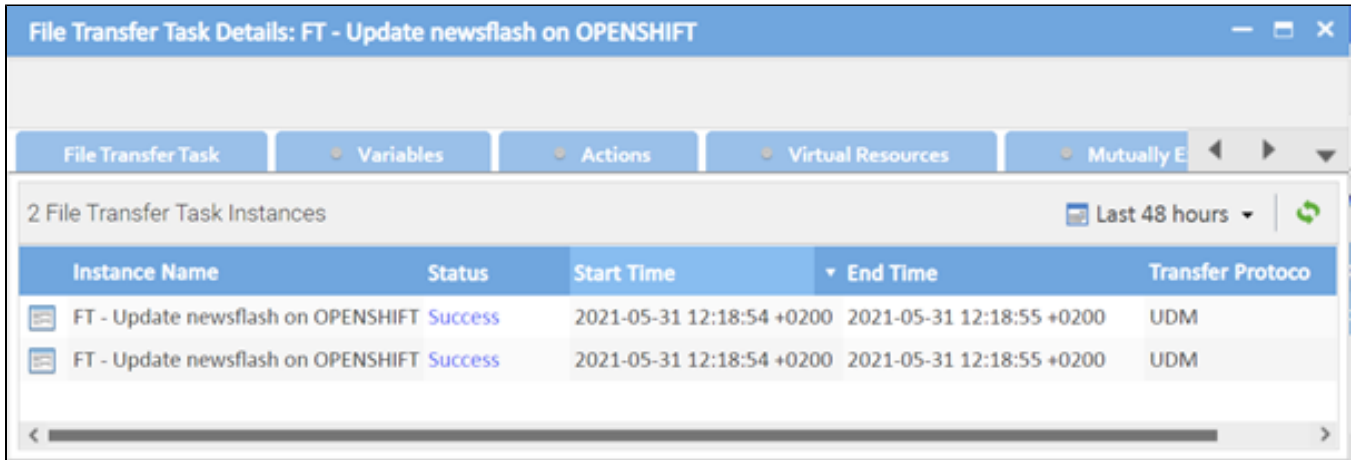 File Transfer Task Details: FT - Update newsflash on OPENSHIFT
File Transfer Task Variables Actions Virtual Resources Mutually E
2 File Transfer Task Instances Last 48 hours
Instance Name Status Start Time End Time Transfer Protoco
FT - Update newsflash on OPENSHIFT Success 2021-05-31 12:18:54 +0200 2021-05-31 12:18:55 +0200 UDM
FT - Update newsflash on OPENSHIFT Success 2021-05-31 12:18:54 +0200 2021-05-31 12:18:55 +0200 UDM